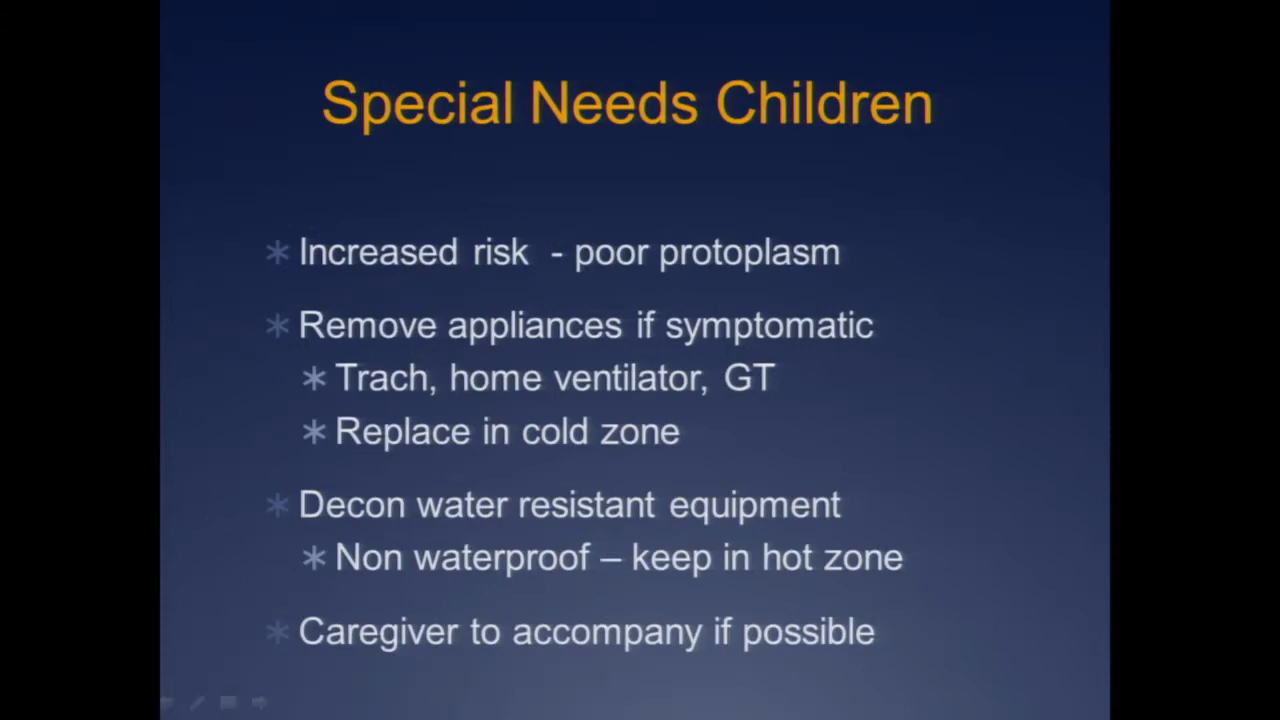 Special Needs Children
Increased risk - poor protoplasm
Remove appliances if symptomatic
Trach, home ventilator, GT
Replace in cold zone
Decon water resistant equipment
Non waterproof – keep in hot zone
Caregiver to accompany if possible